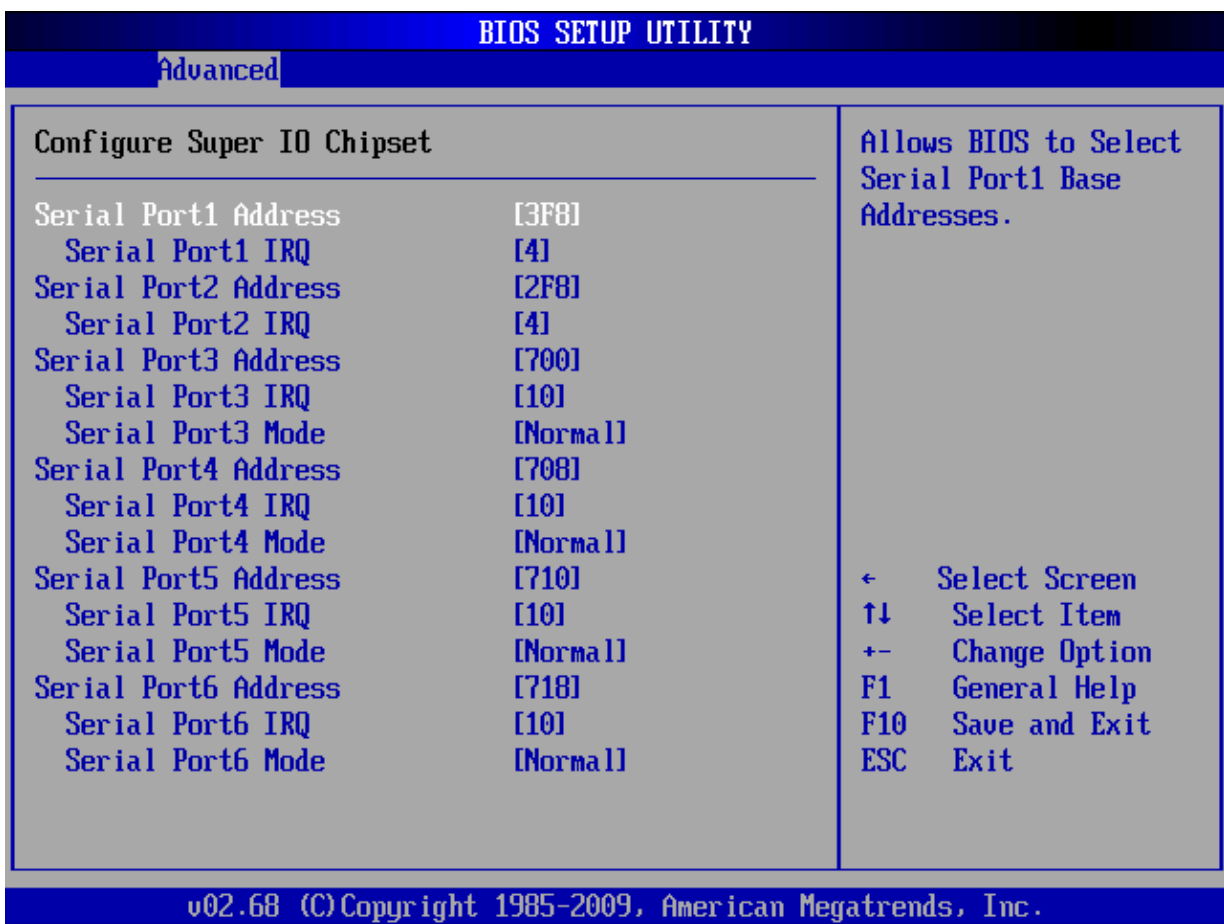 BIOS SETUP UTILITY
Advanced
Configure Super IO Chipset
Serial Port1 Address [3F8]
Serial Port1 IRQ [4]
Serial Port2 Address [2F8]
Serial Port2 IRQ [4]
Serial Port3 Address [700]
Serial Port3 IRQ [10]
Serial Port3 Mode [Normal]
Serial Port4 Address [708]
Serial Port4 IRQ [10]
Serial Port4 Mode [Normal]
Serial Port5 Address [710]
Serial Port5 IRQ [10]
Serial Port5 Mode [Normal]
Serial Port6 Address [718]
Serial Port6 IRQ [10]
Serial Port6 Mode [Normal]
Allows BIOS to Select
Serial Port1 Base
Addresses.
← Select Screen
↑↓ Select Item
+- Change Option
F1 General Help
F10 Save and Exit
ESC Exit
v02.68 (C)Copyright 1985-2009, American Megatrends, Inc.